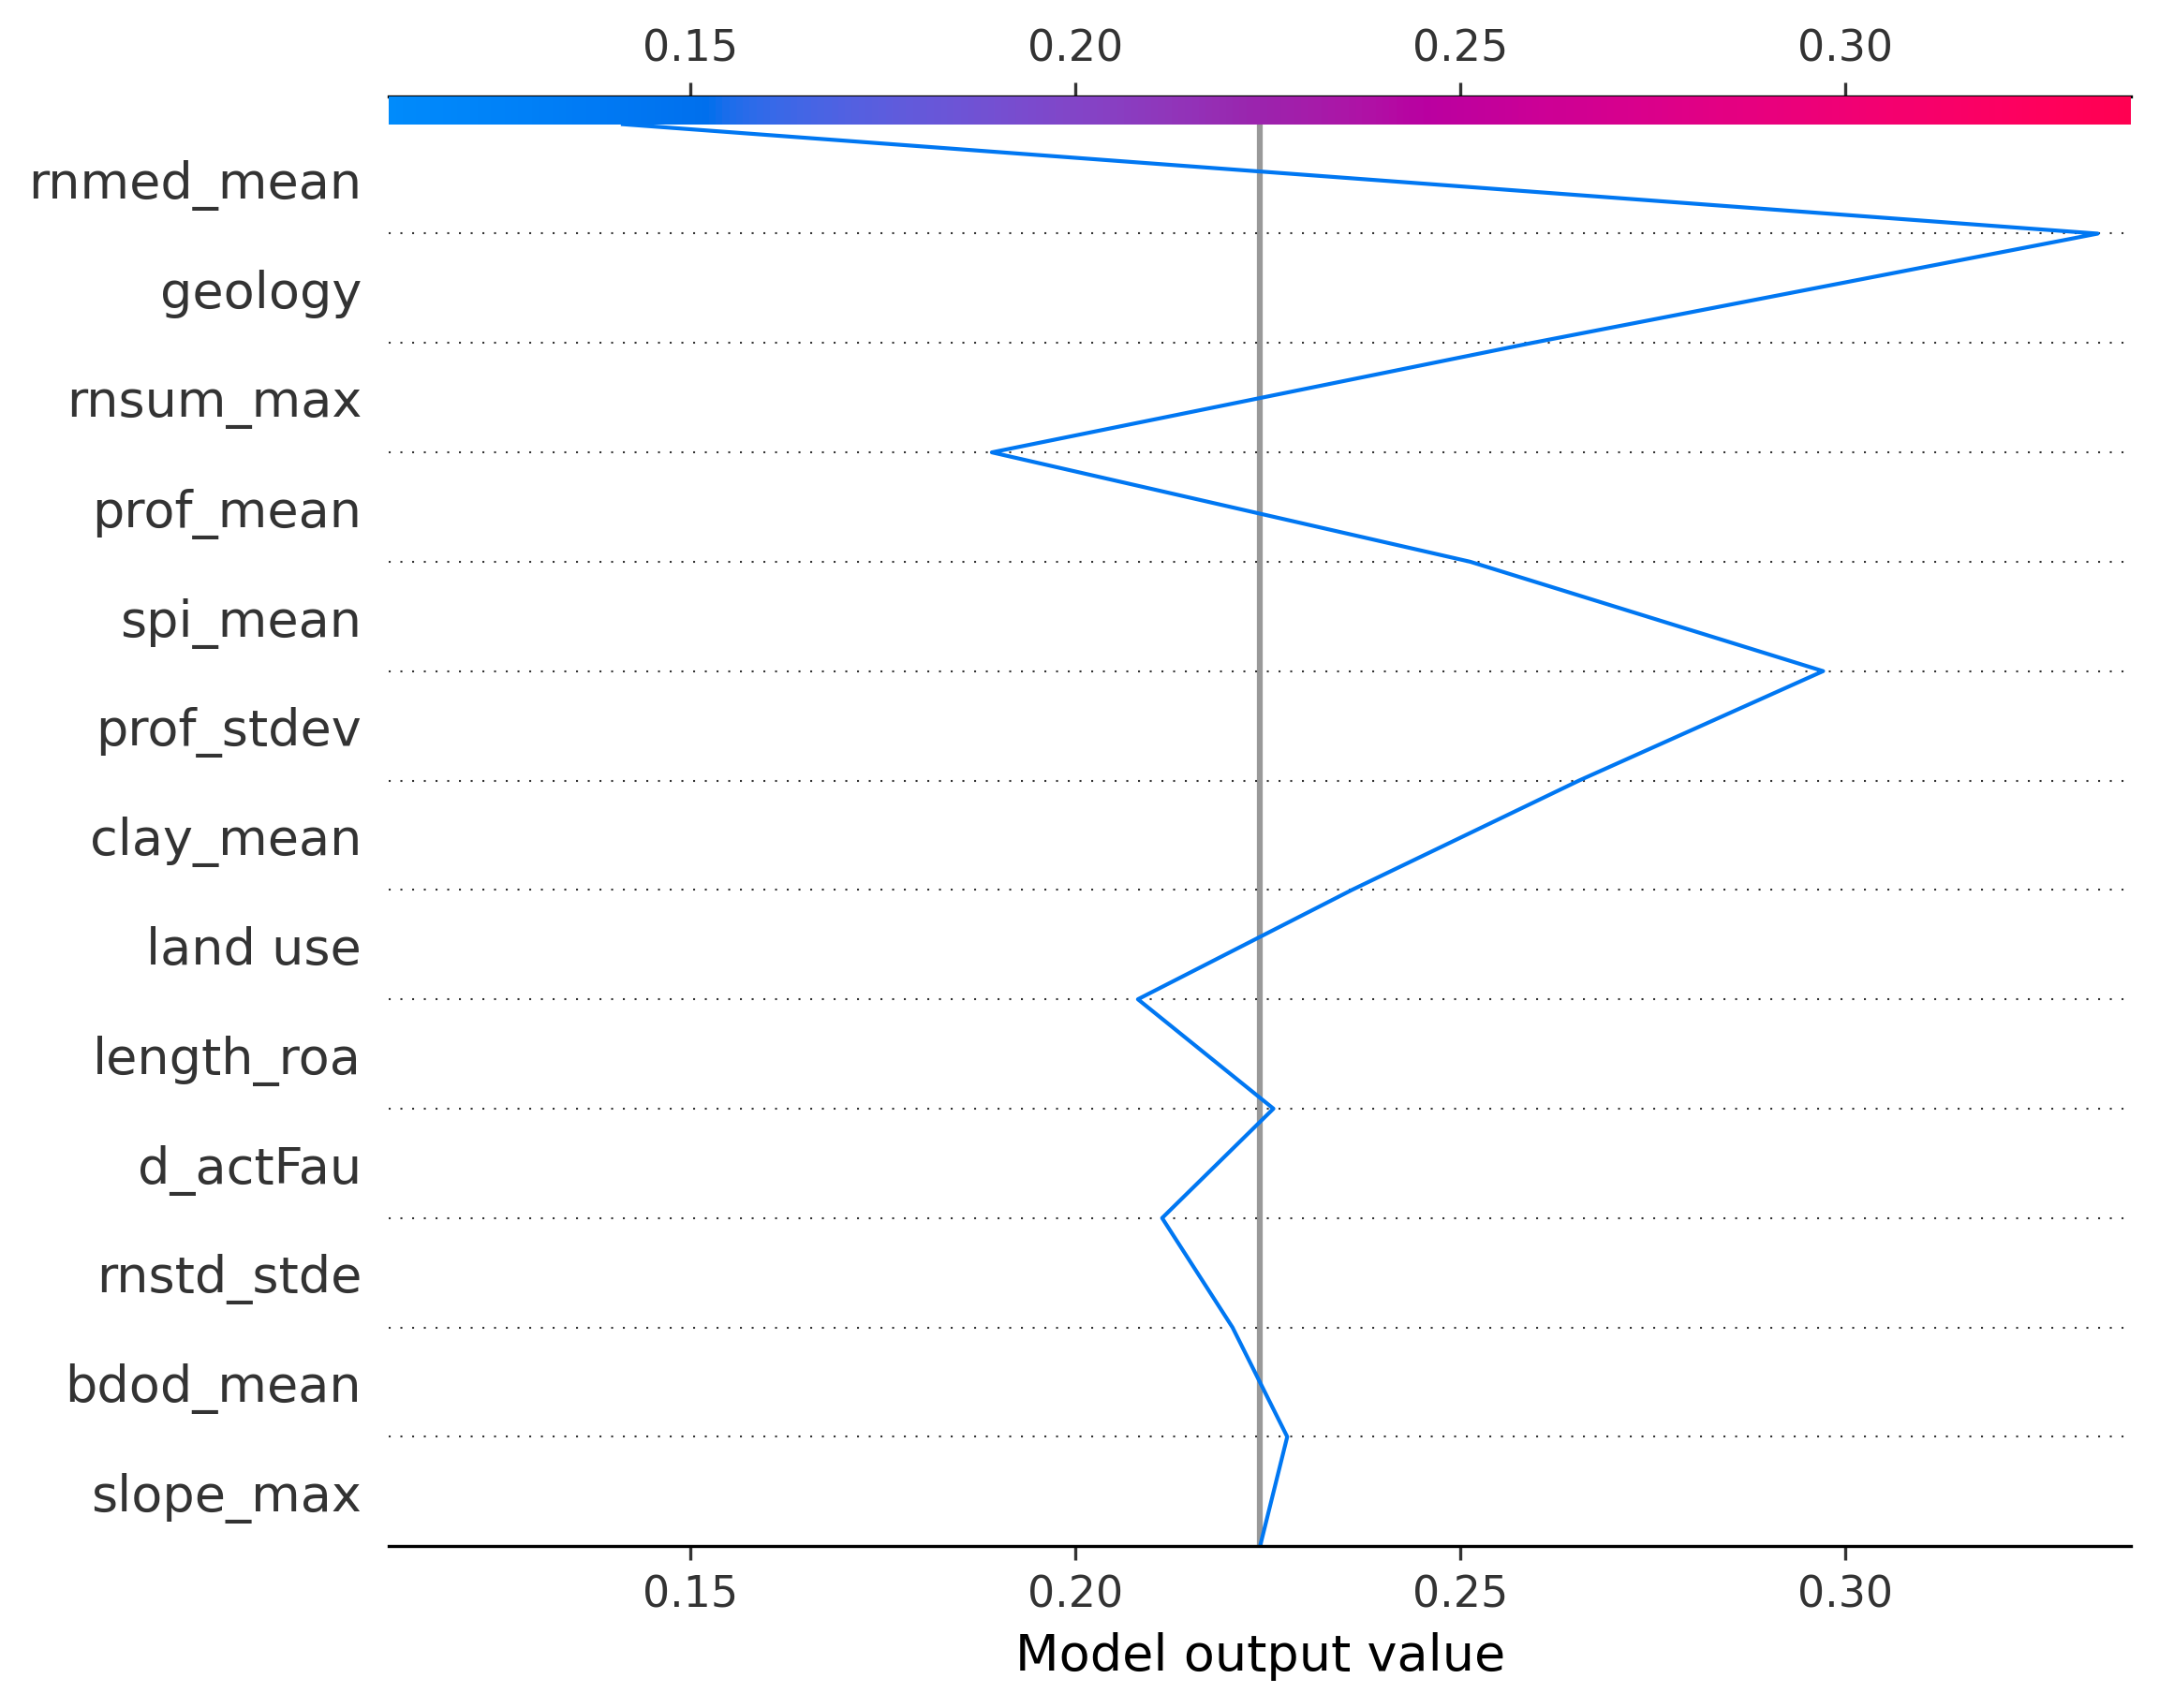 0.15 0.20 0.25 0.30
rnmed_mean
geology
rnsum_max
prof_mean
spi_mean
prof_stdev
clay_mean
land use
length_roa
d_actFau
rnstd_stde
bdod_mean
slope_max
0.15 0.20 0.25 0.30
Model output value